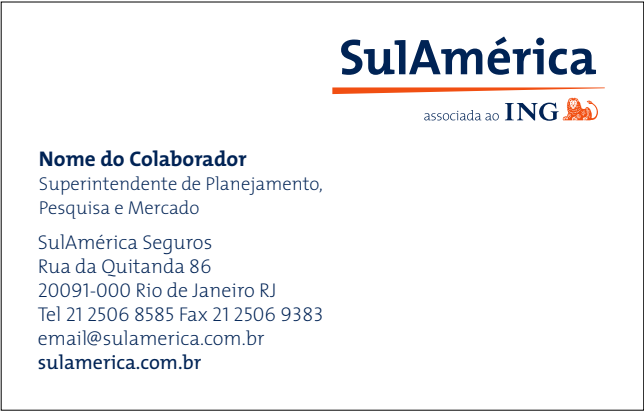 SulAmérica
associada ao ING
Nome do Colaborador
Superintendente de Planejamento,
Pesquisa e Mercado
SulAmérica Seguros
Rua da Quitanda 86
20091-000 Rio de Janeiro RJ
Tel 21 2506 8585 Fax 21 2506 9383
email@sulamerica.com.br
sulamerica.com.br